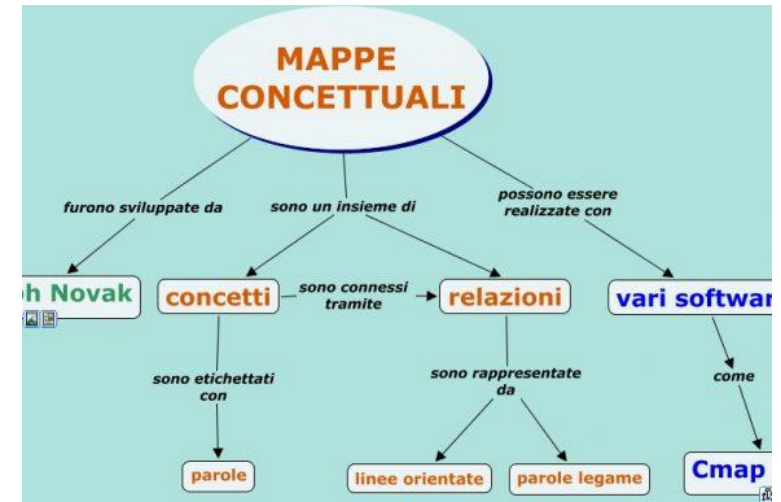 MAPPE
CONCETTUALI
furono sviluppate da
sono un insieme di
possono essere
realizzate con
ph Novak
concetti
sono connessi
tramite
relazioni
vari softwar
sono etichettati
con
sono rappresentate
da
come
parole
linee orientate
parole legame
Cmap